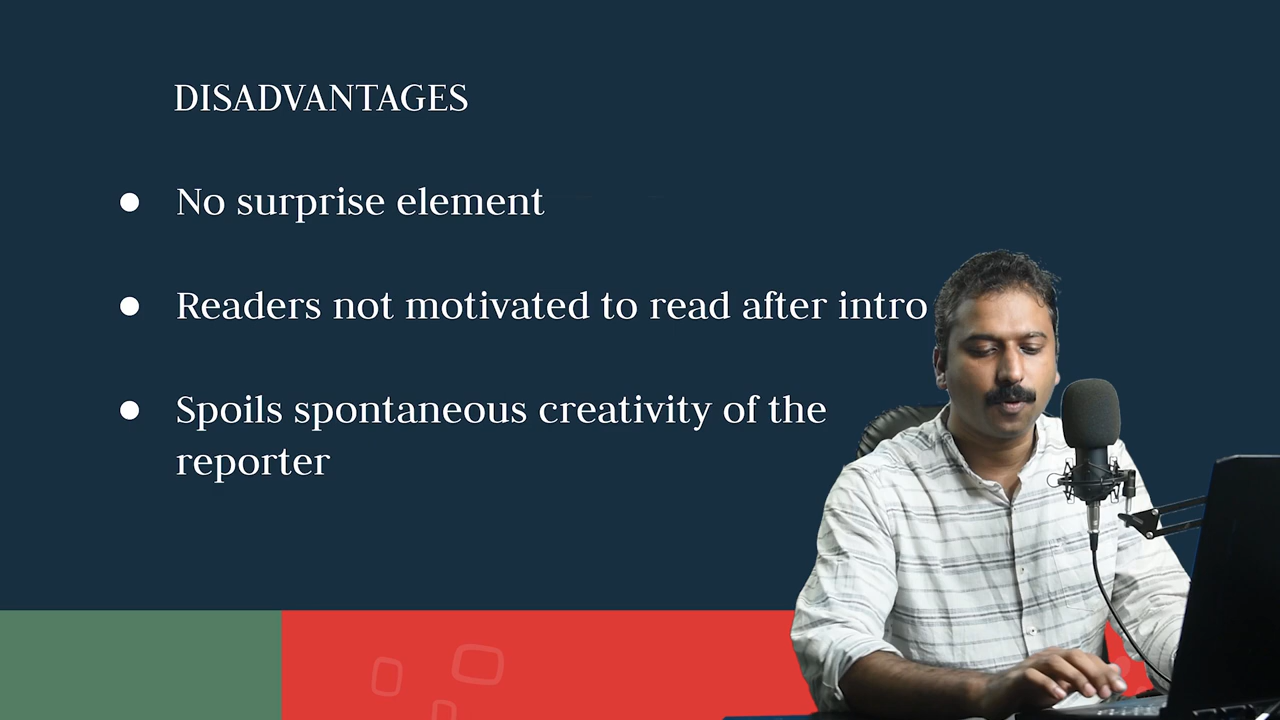 DISADVANTAGES
● No surprise element
● Readers not motivated to read after intro
● Spoils spontaneous creativity of the
reporter